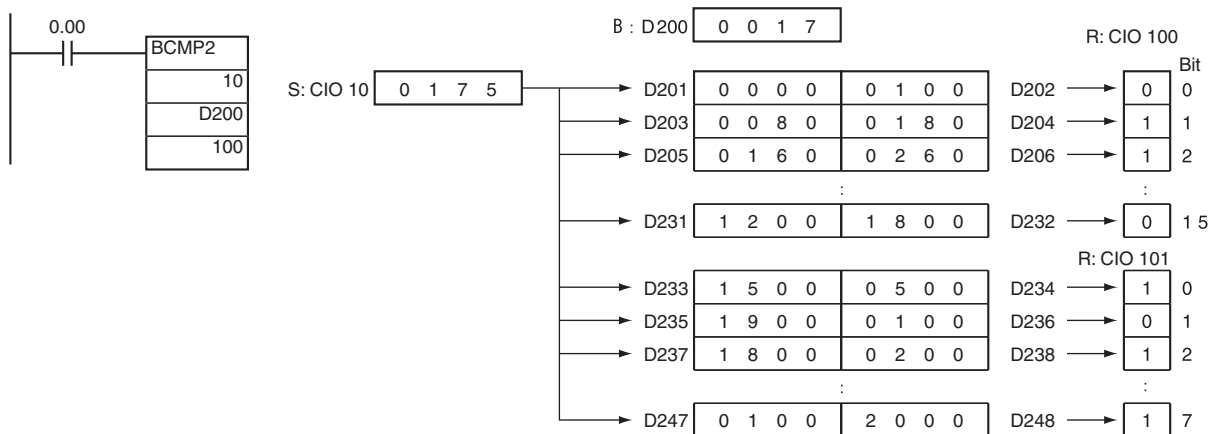 0.00
BCMP2
10
D200
100
B : D200 0 0 1 7
R: CIO 100
Bit
S: CIO 10 0 1 7 5
D201 0 0 0 0 0 1 0 0 D202 0 0
D203 0 0 8 0 0 1 8 0 D204 1 1
D205 0 1 6 0 0 2 6 0 D206 1 2
: :
D231 1 2 0 0 1 8 0 0 D232 0 1 5
R: CIO 101
D233 1 5 0 0 0 5 0 0 D234 1 0
D235 1 9 0 0 0 1 0 0 D236 0 1
D237 1 8 0 0 0 2 0 0 D238 1 2
: :
D247 0 1 0 0 2 0 0 0 D248 1 7